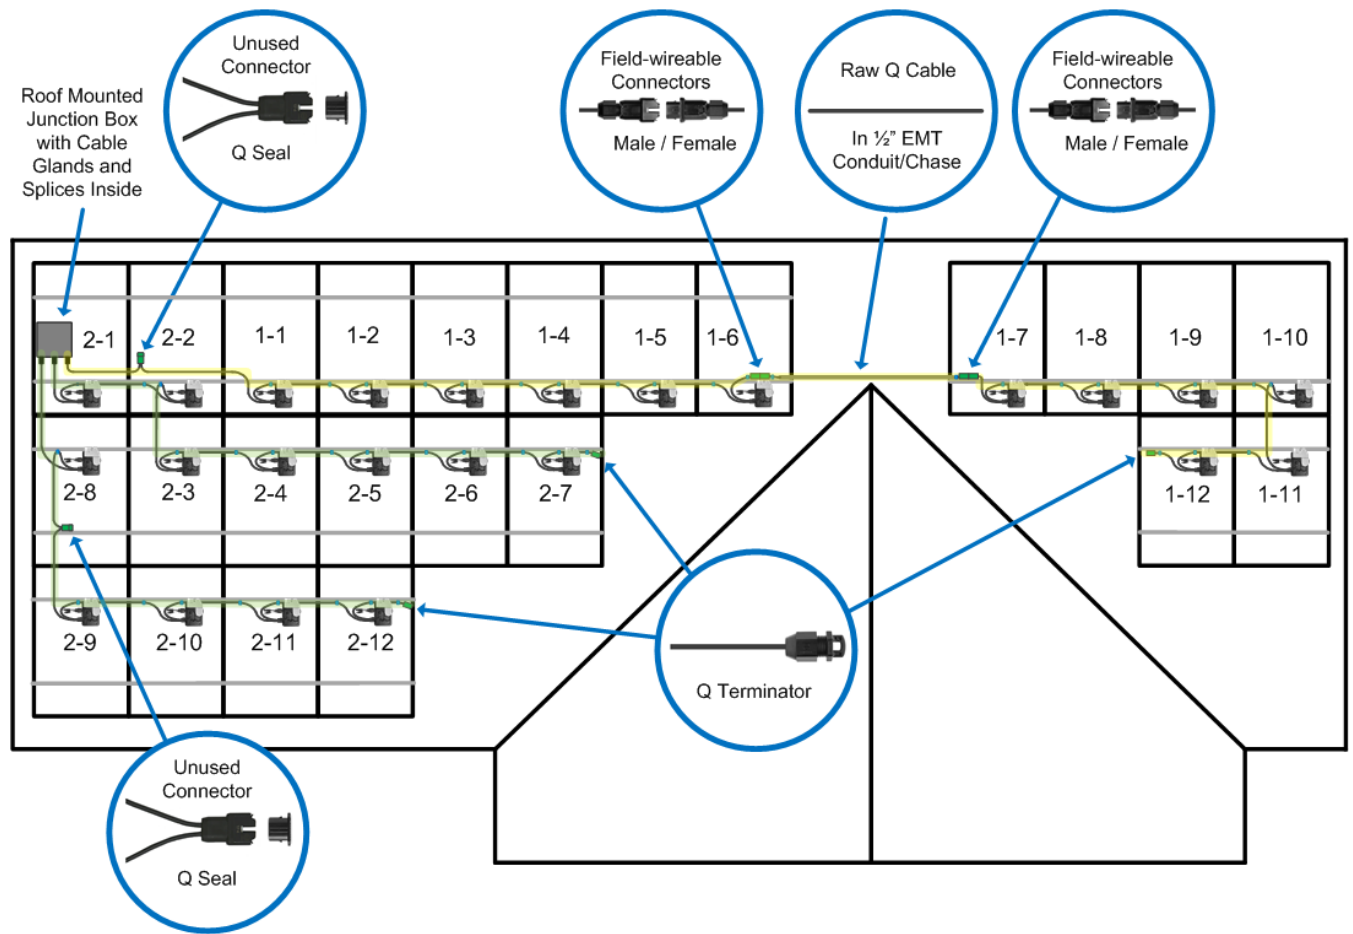 Roof Mounted
Junction Box
with Cable
Glands and
Splices Inside
Unused
Connector
Q Seal
Field-wireable
Connectors
Male / Female
Raw Q Cable
In ½” EMT
Conduit/Chase
Field-wireable
Connectors
Male / Female
2-1
2-2
1-1
1-2
1-3
1-4
1-5
1-6
1-7
1-8
1-9
1-10
2-8
2-3
2-4
2-5
2-6
2-7
1-12
1-11
2-9
2-10
2-11
2-12
Q Terminator
Unused
Connector
Q Seal